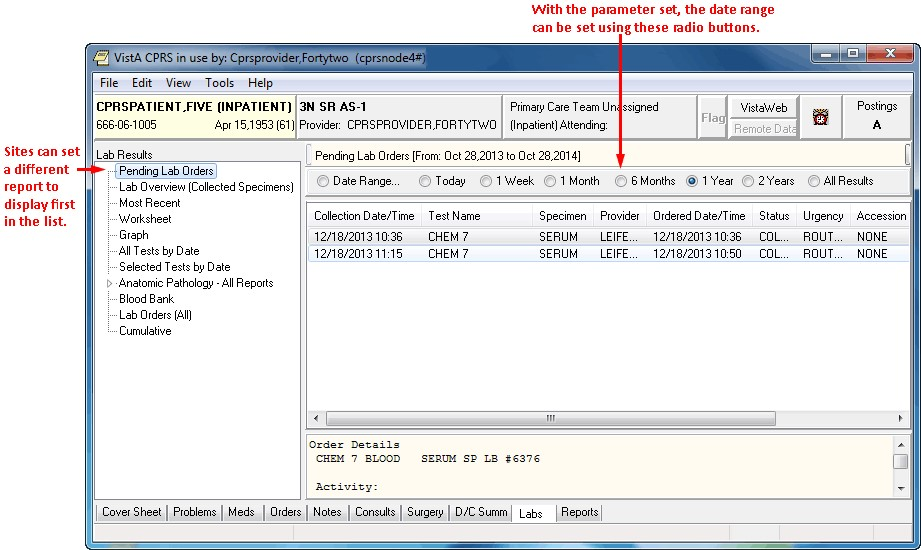 With the parameter set, the date range
can be set using these radio buttons.
VistA CPRS in use by: Cprsprovider,Fortytwo (cprsnode4#)
File Edit View Tools Help
CPRSPATIENT,FIVE (INPATIENT)
666-06-1005 Apr 15,1953 (61)
3N SR AS-1
Provider: CPRSPROVIDER,FORTYTWO
Primary Care Team Unassigned
(Inpatient) Attending:
Flag
VistaWeb
Remote Data
Postings
A
Sites can set
a different
report to
display first
in the list.
Lab Results
Pending Lab Orders
Lab Overview (Collected Specimens)
Most Recent
Worksheet
Graph
All Tests by Date
Selected Tests by Date
Anatomic Pathology - All Reports
Blood Bank
Lab Orders (All)
Cumulative
Pending Lab Orders [From: Oct 28,2013 to Oct 28,2014]
Date Range... Today 1 Week 1 Month 6 Months 1 Year 2 Years All Results
Collection Date/Time Test Name Specimen Provider Ordered Date/Time Status Urgency Accession
12/18/2013 10:36 CHEM 7 SERUM LEIFE... 12/18/2013 10:36 COL... ROUT... NONE
12/18/2013 11:15 CHEM 7 SERUM LEIFE... 12/18/2013 10:50 COL... ROUT... NONE
Order Details
CHEM 7 BLOOD SERUM SP LB #6376
Activity:
Cover Sheet Problems Meds Orders Notes Consults Surgery D/C Summ Labs Reports